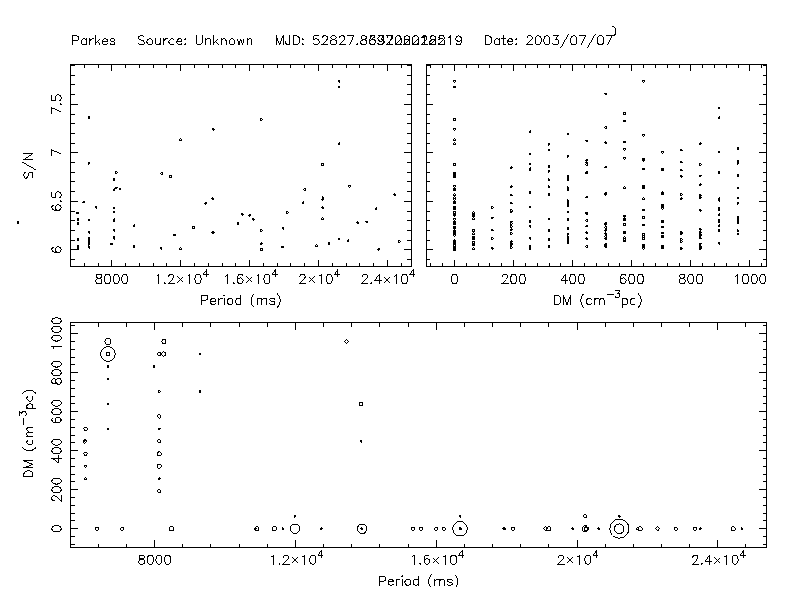 Parkes Source: Unknown MJD: Date: 2003/07/07
S/N
6 6.5 7 7.5
8000 1.2×10⁴ 1.6×10⁴ 2×10⁴ 2.4×10⁴
Period (ms)
0 200 400 600 800 1000
DM (cm⁻³pc)
DM (cm⁻³pc)
0 200 400 600 800 1000
8000 1.2×10⁴ 1.6×10⁴ 2×10⁴ 2.4×10⁴
Period (ms)